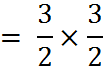 = 3/2 × 3/2